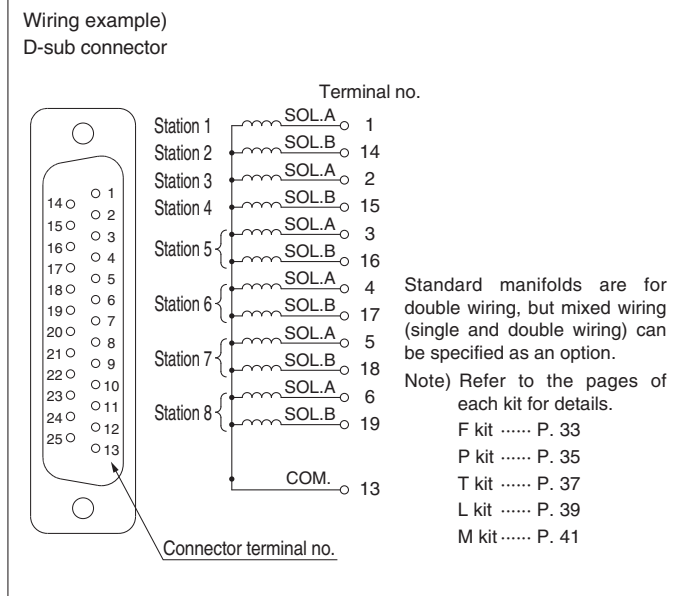 Wiring example)
D-sub connector
Terminal no.
Station 1 SOL.A 1
Station 2 SOL.B 14
Station 3 SOL.A 2
Station 4 SOL.B 15
Station 5 SOL.A 3
SOL.B 16
Station 6 SOL.A 4
SOL.B 17
Station 7 SOL.A 5
SOL.B 18
Station 8 SOL.A 6
SOL.B 19
COM. 13
1
14
2
15
3
16
4
17
5
18
6
19
7
20
8
21
9
22
10
23
11
24
12
25
13
Connector terminal no.
Standard manifolds are for
double wiring, but mixed wiring
(single and double wiring) can
be specified as an option.
Note) Refer to the pages of
each kit for details.
F kit ······ P. 33
P kit ······ P. 35
T kit ······ P. 37
L kit ······ P. 39
M kit ······ P. 41